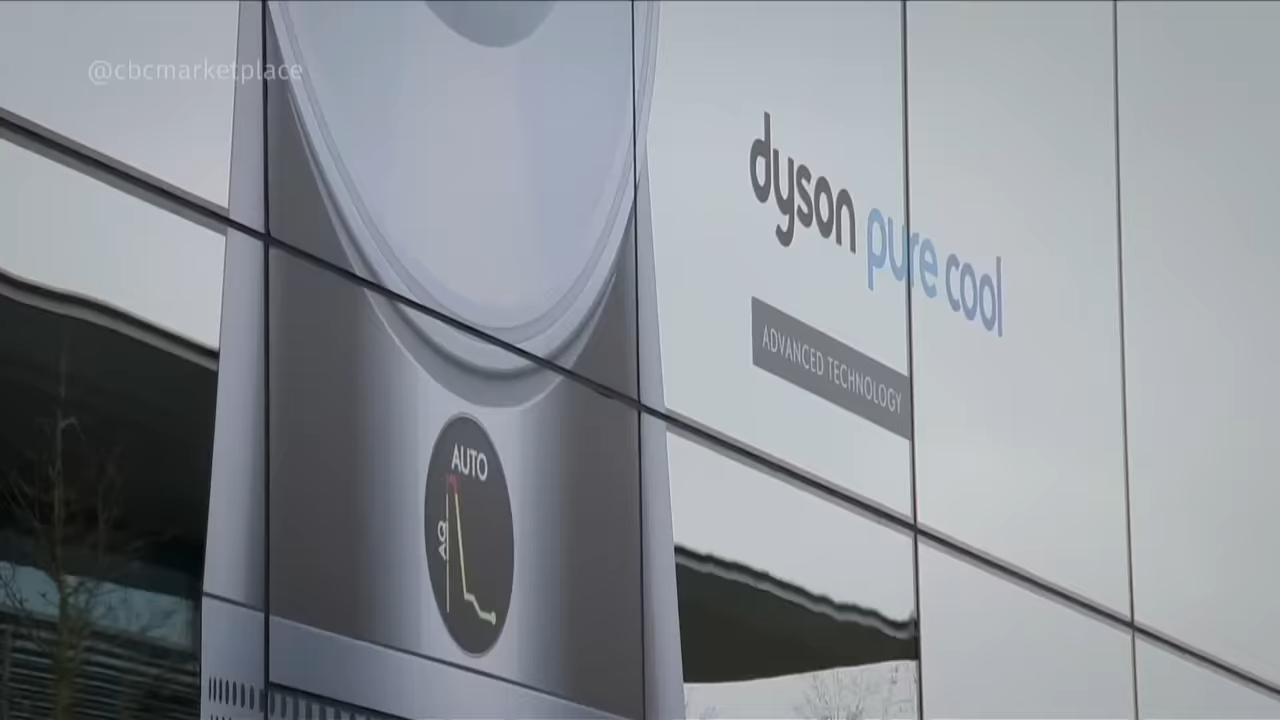 @cbcmarketplace
dyson pure cool
ADVANCED TECHNOLOGY
AUTO
AQ